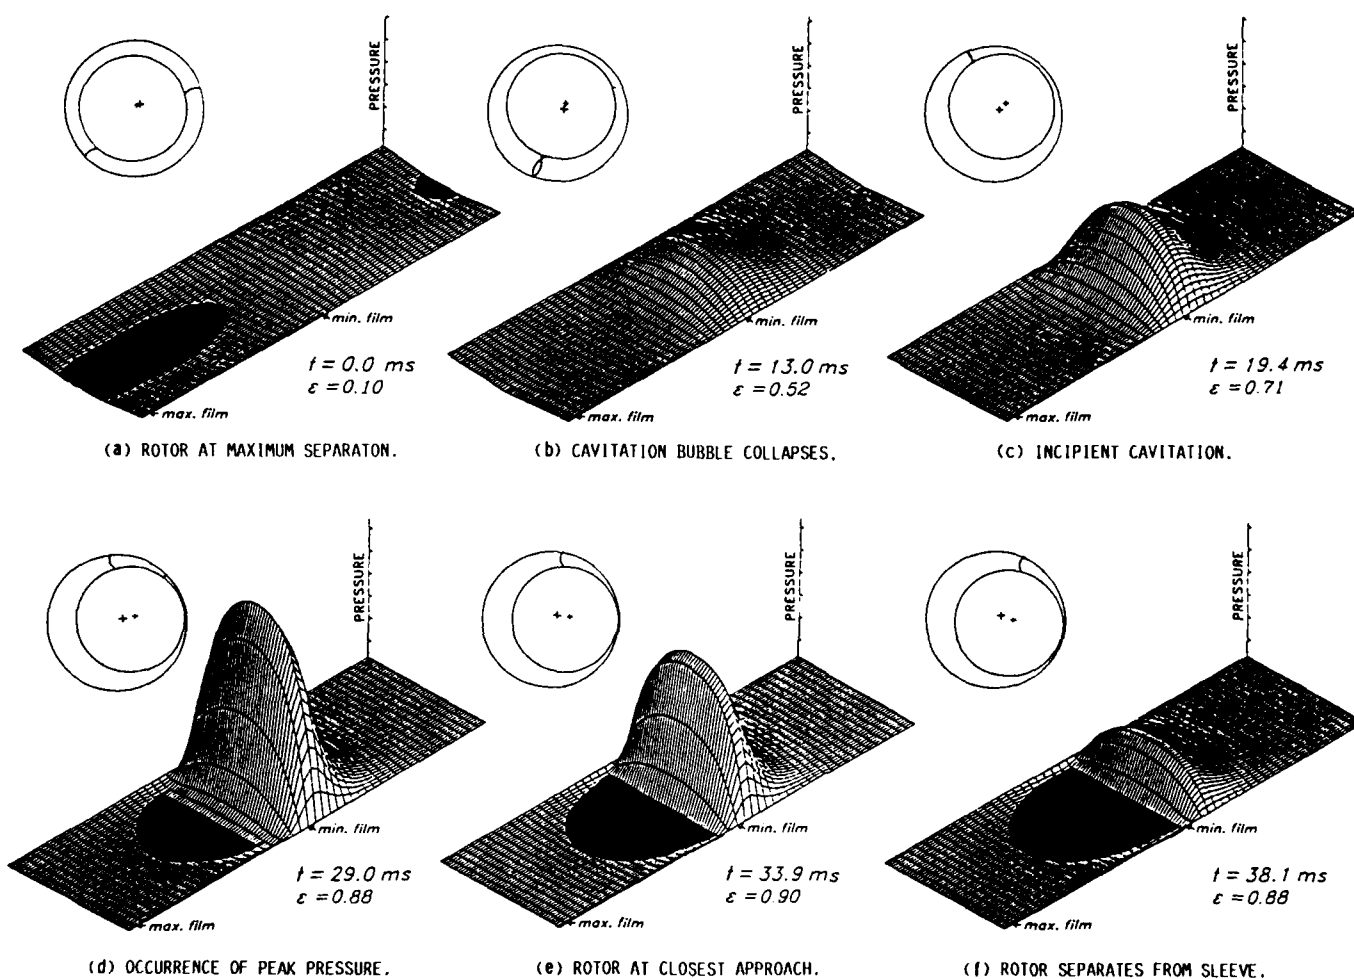 PRESSURE
min. film
t = 0.0 ms
ε = 0.10
max. film
(a) ROTOR AT MAXIMUM SEPARATON.
PRESSURE
min. film
t = 13.0 ms
ε = 0.52
max. film
(b) CAVITATION BUBBLE COLLAPSES.
PRESSURE
min. film
t = 19.4 ms
ε = 0.71
max. film
(c) INCIPIENT CAVITATION.
PRESSURE
min. film
t = 29.0 ms
ε = 0.88
max. film
(d) OCCURRENCE OF PEAK PRESSURE.
PRESSURE
min. film
t = 33.9 ms
ε = 0.90
max. film
(e) ROTOR AT CLOSEST APPROACH.
PRESSURE
min. film
t = 38.1 ms
ε = 0.88
max. film
(f) ROTOR SEPARATES FROM SLEEVE.